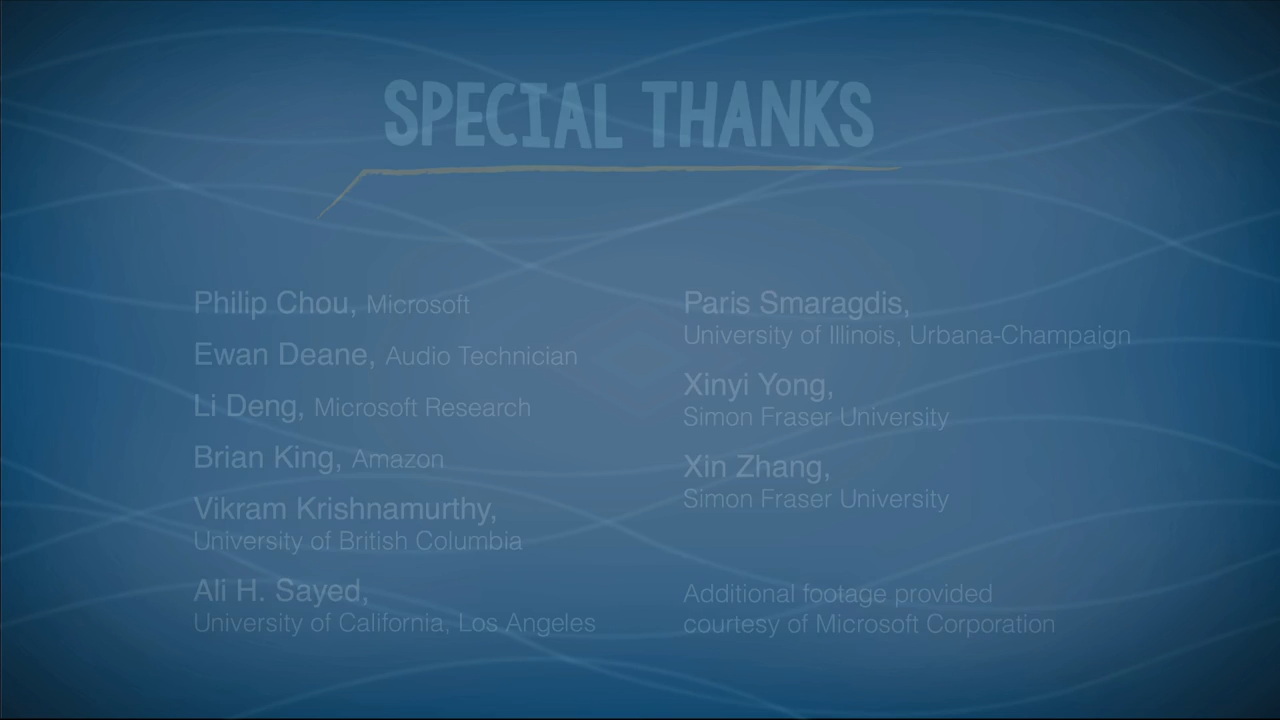 SPECIAL THANKS
Philip Chou, Microsoft
Ewan Deane, Audio Technician
Li Deng, Microsoft Research
Brian King, Amazon
Vikram Krishnamurthy,
University of British Columbia
Ali H. Sayed,
University of California, Los Angeles
Paris Smaragdis,
University of Illinois, Urbana-Champaign
Xinyi Yong,
Simon Fraser University
Xin Zhang,
Simon Fraser University
Additional footage provided
courtesy of Microsoft Corporation